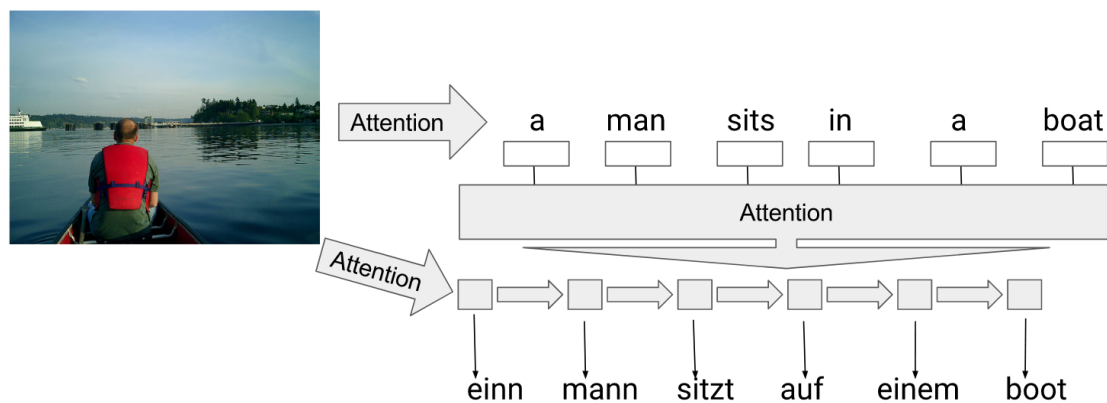 Attention
a man sits in a boat
Attention
Attention
einn mann sitzt auf einem boot